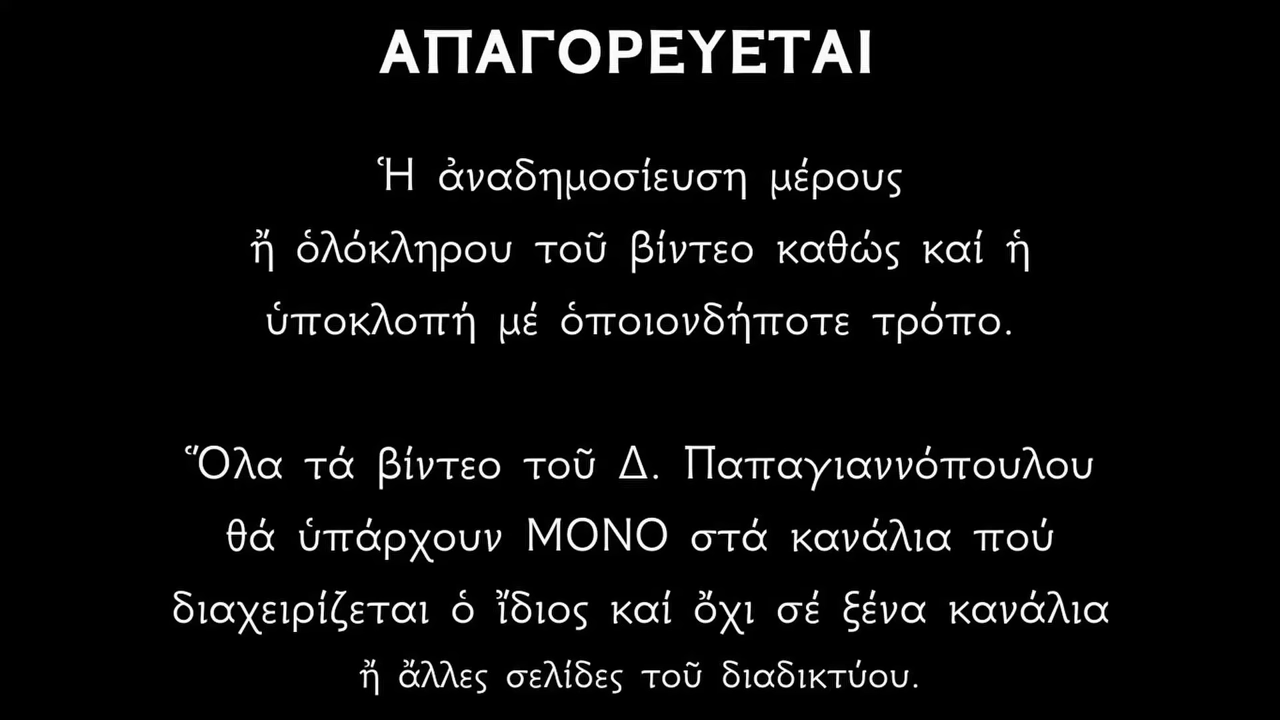 ΑΠΑΓΟΡΕΥΕΤΑΙ
Ἡ ἀναδημοσίευση μέρους
ἤ ὁλόκληρου τοῦ βίντεο καθώς καί ἡ
ὑποκλοπή μέ ὁποιονδήποτε τρόπο.
Ὅλα τά βίντεο τοῦ Δ. Παπαγιαννόπουλου
θά ὑπάρχουν ΜΟΝΟ στά κανάλια πού
διαχειρίζεται ὁ ἴδιος καί ὄχι σέ ξένα κανάλια
ἤ ἄλλες σελίδες τοῦ διαδικτύου.